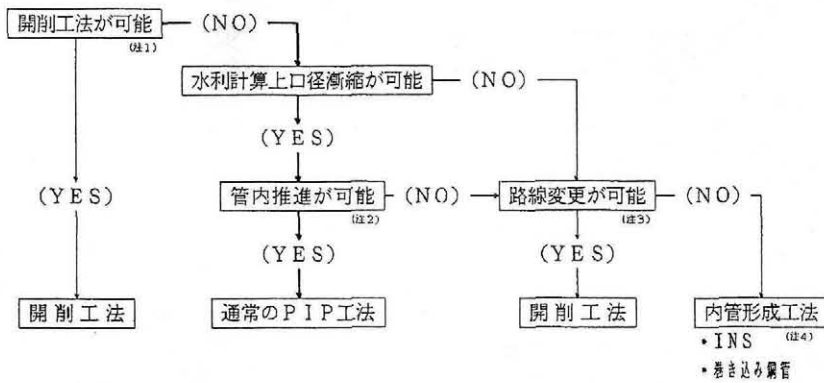 開削工法が可能 (NO)
(注1)
水利計算上口径漸縮が可能 (NO)
(YES)
(YES) 管内推進が可能 (NO) 路線変更が可能 (NO)
(注2) (注3)
(YES) (YES)
開削工法 通常のPIP工法 開削工法 内管形成工法
(注4)
・INS
・巻き込み鋼管